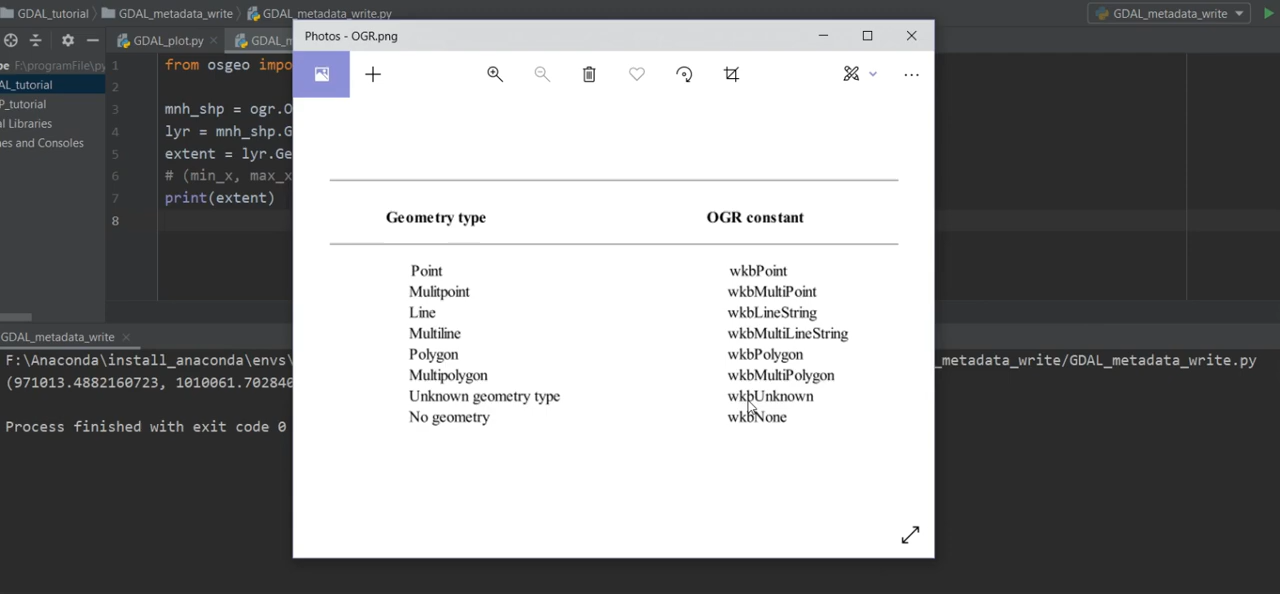 GDAL_tutorial GDAL_metadata_write GDAL_metadata_write.py GDAL_metadata_write
GDAL_plot.py
Photos - OGR.png
F:\programFile\py
AL_tutorial
P_tutorial
al Libraries
es and Consoles
1 from osgeo impo
2
3 mnh_shp = ogr.O
4 lyr = mnh_shp.G
5 extent = lyr.Ge
6 # (min_x, max_x
7 print(extent)
8
Geometry type OGR constant
Point wkbPoint
Mulitpoint wkbMultiPoint
Line wkbLineString
Multiline wkbMultiLineString
Polygon wkbPolygon
Multipolygon wkbMultiPolygon
Unknown geometry type wkbUnknown
No geometry wkbNone
GDAL_metadata_write
F:\Anaconda\install_anaconda\envs\ _metadata_write/GDAL_metadata_write.py
(971013.4882160723, 1010061.702840
Process finished with exit code 0